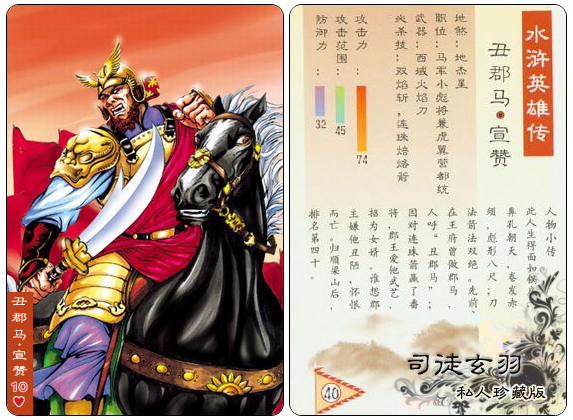 丑郡马·宣赞
10
水浒英雄传
丑郡马·宣赞
地煞:地杰星
职位:马军小彪将兼虎翼营都统
武器:西域火焰刀
必杀技:双焰斩,连珠焙烙箭
攻击力:
74
攻击范围:
45
防御力:
32
人物小传
此人生得面如锅
鼻孔朝天,卷发赤
须,彪形八尺;刀
法箭法双绝。先前、
在王府曾做郡马,
人呼“丑郡马”;
因对连珠箭赢了番
将,郡王爱他武艺,
招为女婿。谁想郡
主嫌他丑陋,怀恨
而亡。归顺梁山后,
排名第四十。
40
司徒玄羽
私人珍藏版